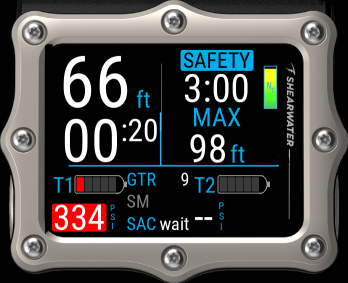 66 ft
00:20
SAFETY
3:00
MAX
98 ft
N₂
SHEARWATER
T1
GTR 9
T2
SM
334 PSI
SAC wait -- PSI